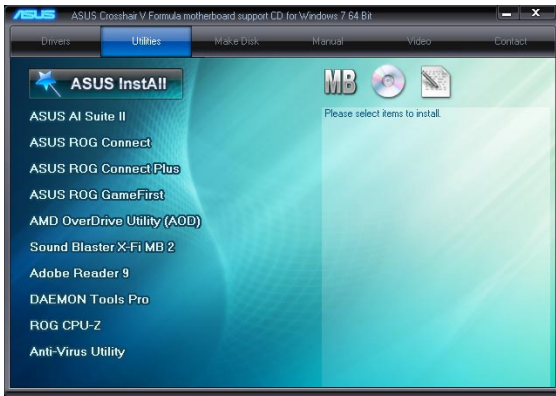 ASUS ASUS Crosshair V Formula motherboard support CD for Windows 7 64 Bit
Drivers Utilities Make Disk Manual Video Contact
ASUS InstAll
MB
ASUS AI Suite II
Please select items to install.
ASUS ROG Connect
ASUS ROG Connect Plus
ASUS ROG GameFirst
AMD OverDrive Utility (AOD)
Sound Blaster X-Fi MB 2
Adobe Reader 9
DAEMON Tools Pro
ROG CPU-Z
Anti-Virus Utility